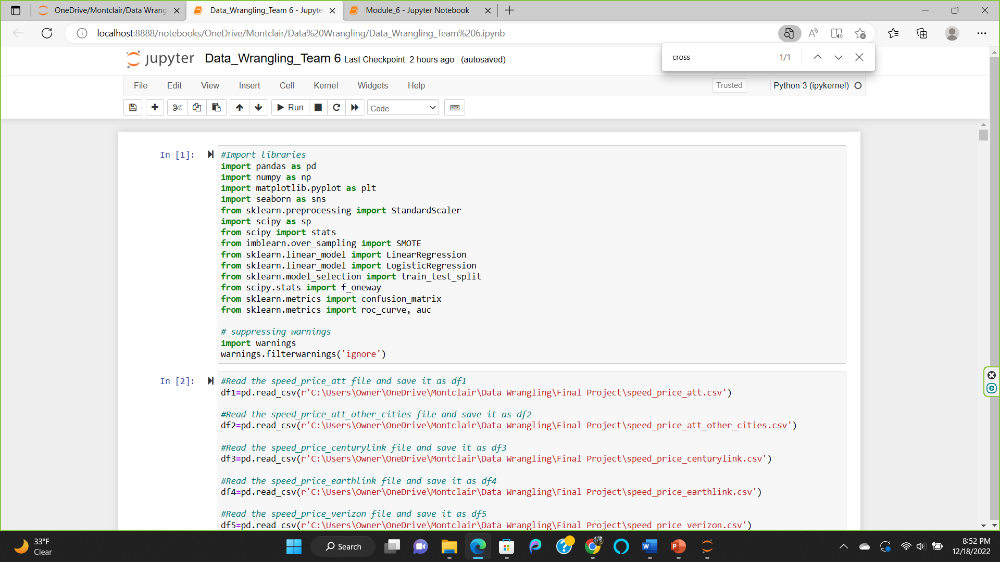 OneDrive/Montclair/Data Wrangl
Data_Wrangling_Team 6 - Jupyte
Module_6 - Jupyter Notebook
localhost:8888/notebooks/OneDrive/Montclair/Data%20Wrangling/Data_Wrangling_Team%206.ipynb
cross
1/1
jupyter
Data_Wrangling_Team 6 Last Checkpoint: 2 hours ago (autosaved)
File Edit View Insert Cell Kernel Widgets Help
Trusted
Python 3 (ipykernel)
Run
Code
In [1]:
#Import libraries
import pandas as pd
import numpy as np
import matplotlib.pyplot as plt
import seaborn as sns
from sklearn.preprocessing import StandardScaler
import scipy as sp
from scipy import stats
from imblearn.over_sampling import SMOTE
from sklearn.linear_model import LinearRegression
from sklearn.linear_model import LogisticRegression
from sklearn.model_selection import train_test_split
from scipy.stats import f_oneway
from sklearn.metrics import confusion_matrix
from sklearn.metrics import roc_curve, auc
# suppressing warnings
import warnings
warnings.filterwarnings('ignore')
In [2]:
#Read the speed_price_att file and save it as df1
df1=pd.read_csv(r'C:\Users\Owner\OneDrive\Montclair\Data Wrangling\Final Project\speed_price_att.csv')
#Read the speed_price_att_other_cities file and save it as df2
df2=pd.read_csv(r'C:\Users\Owner\OneDrive\Montclair\Data Wrangling\Final Project\speed_price_att_other_cities.csv')
#Read the speed_price_centurylink file and save it as df3
df3=pd.read_csv(r'C:\Users\Owner\OneDrive\Montclair\Data Wrangling\Final Project\speed_price_centurylink.csv')
#Read the speed_price_earthlink file and save it as df4
df4=pd.read_csv(r'C:\Users\Owner\OneDrive\Montclair\Data Wrangling\Final Project\speed_price_earthlink.csv')
#Read the speed_price_verizon file and save it as df5
df5=pd.read_csv(r'C:\Users\Owner\OneDrive\Montclair\Data Wrangling\Final Project\speed_price_verizon.csv')
33°F
Clear
Search
8:52 PM
12/18/2022